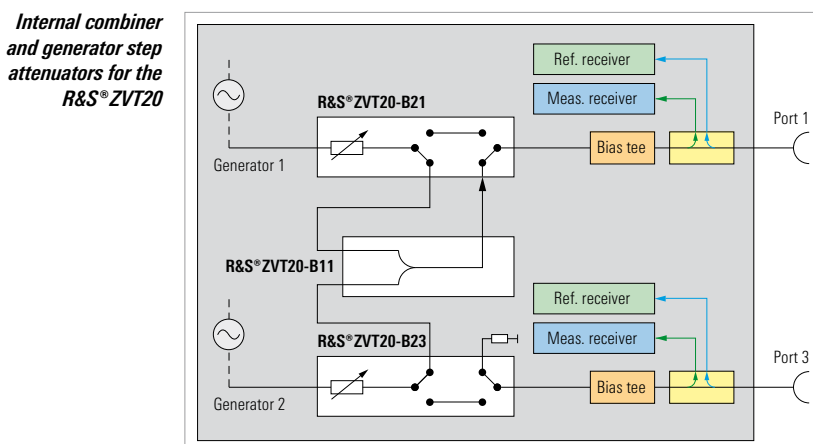 Internal combiner
and generator step
attenuators for the
R&S®ZVT20
Ref. receiver
R&S®ZVT20-B21
Meas. receiver
Port 1
Generator 1
Bias tee
R&S®ZVT20-B11
Ref. receiver
R&S®ZVT20-B23
Meas. receiver
Port 3
Generator 2
Bias tee